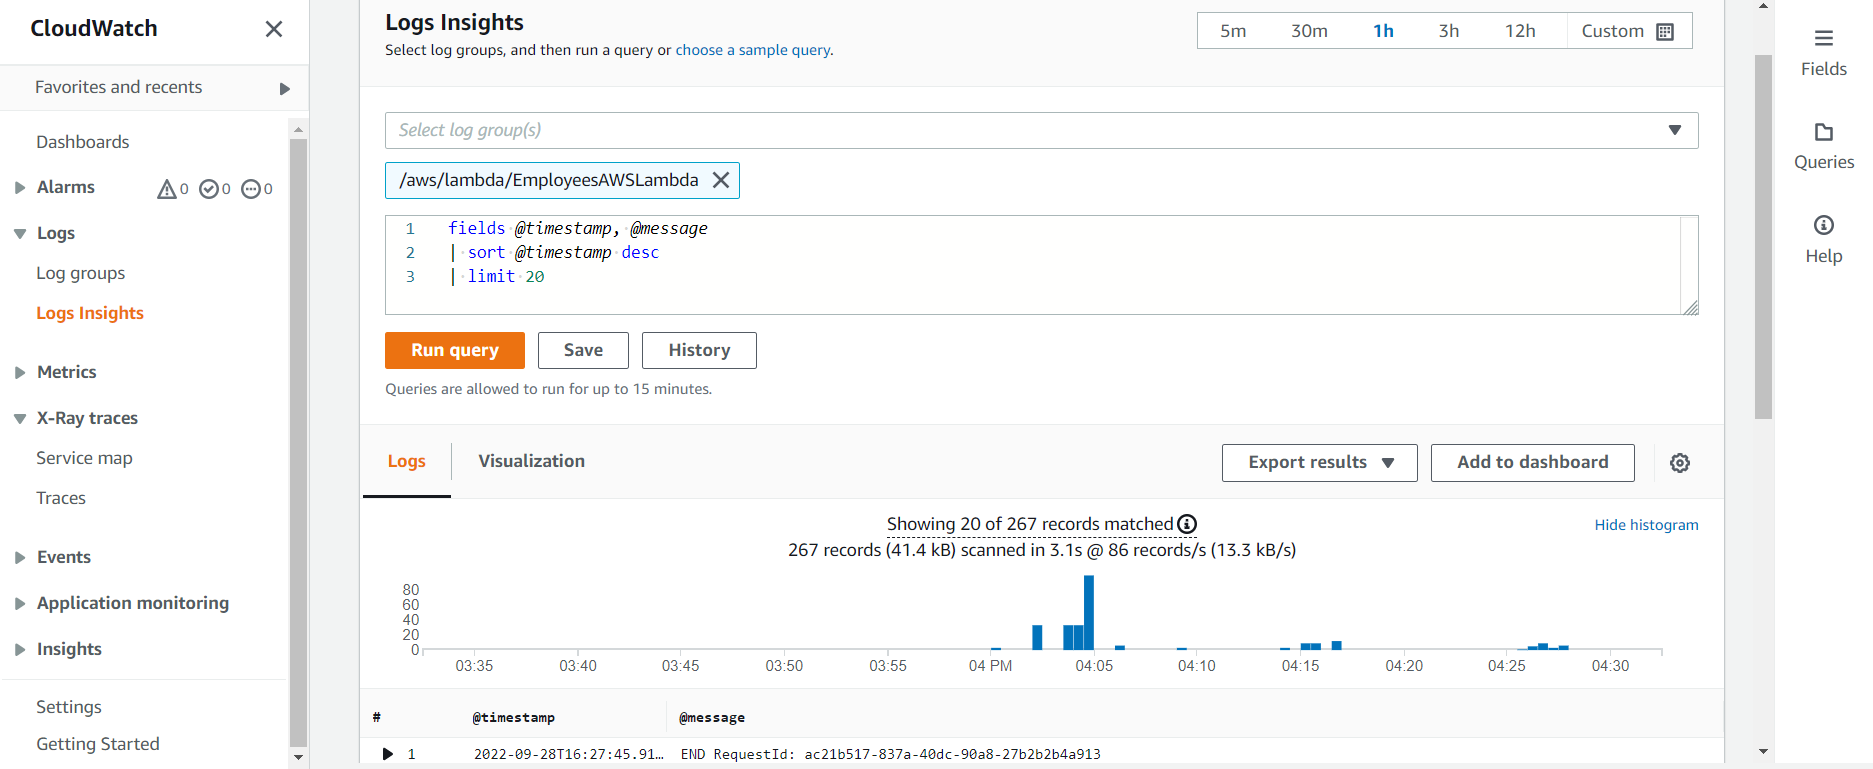 CloudWatch
Favorites and recents
Dashboards
Alarms 0 0 0
Logs
Log groups
Logs Insights
Metrics
X-Ray traces
Service map
Traces
Events
Application monitoring
Insights
Settings
Getting Started
Logs Insights
Select log groups, and then run a query or choose a sample query.
5m 30m 1h 3h 12h Custom
Select log group(s)
/aws/lambda/EmployeesAWSLambda
1 fields @timestamp, @message
2 | sort @timestamp desc
3 | limit 20
Run query Save History
Queries are allowed to run for up to 15 minutes.
Logs Visualization Export results Add to dashboard
Showing 20 of 267 records matched
Hide histogram
267 records (41.4 kB) scanned in 3.1s @ 86 records/s (13.3 kB/s)
80
60
40
20
0
03:35 03:40 03:45 03:50 03:55 04 PM 04:05 04:10 04:15 04:20 04:25 04:30
# @timestamp @message
1 2022-09-28T16:27:45.91… END RequestId: ac21b517-837a-40dc-90a8-27b2b2b4a913
Fields
Queries
Help